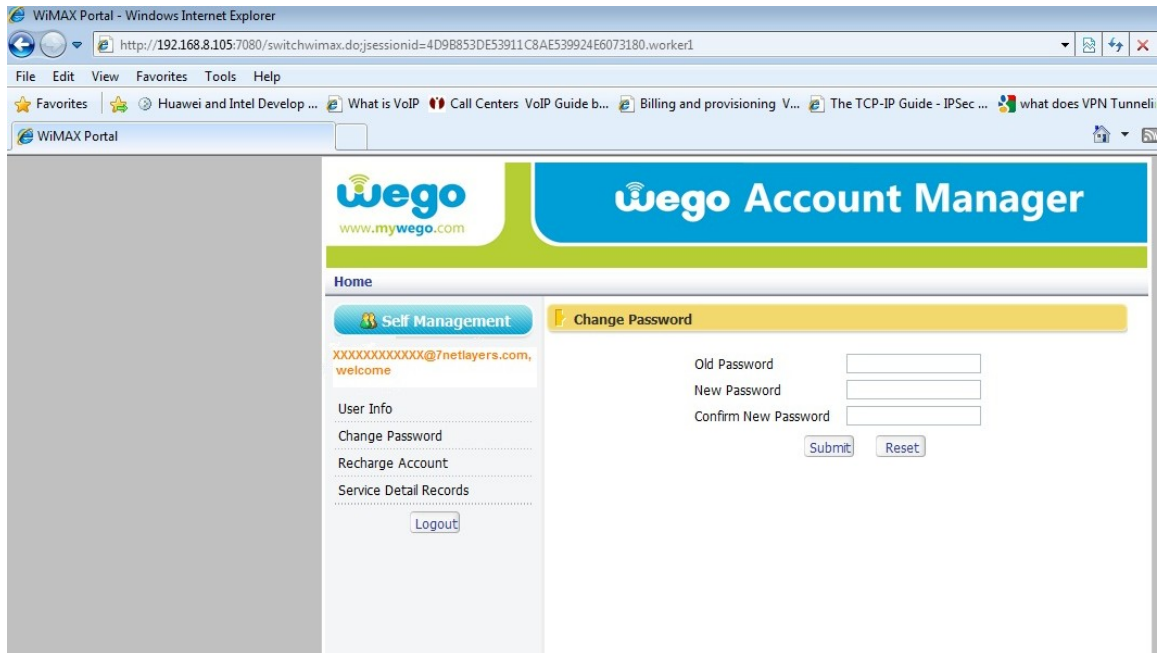 WiMAX Portal - Windows Internet Explorer
http://192.168.8.105:7080/switchwimax.do;jsessionid=4D9B853DE53911C8AE539924E6073180.worker1
File Edit View Favorites Tools Help
Favorites Huawei and Intel Develop ... What is VoIP Call Centers VoIP Guide b... Billing and provisioning V... The TCP-IP Guide - IPSec ... what does VPN Tunneli
WiMAX Portal
wego
www.mywego.com
wego Account Manager
Home
Self Management
XXXXXXXXXXXX@7netlayers.com,
welcome
User Info
Change Password
Recharge Account
Service Detail Records
Logout
Change Password
Old Password
New Password
Confirm New Password
Submit Reset